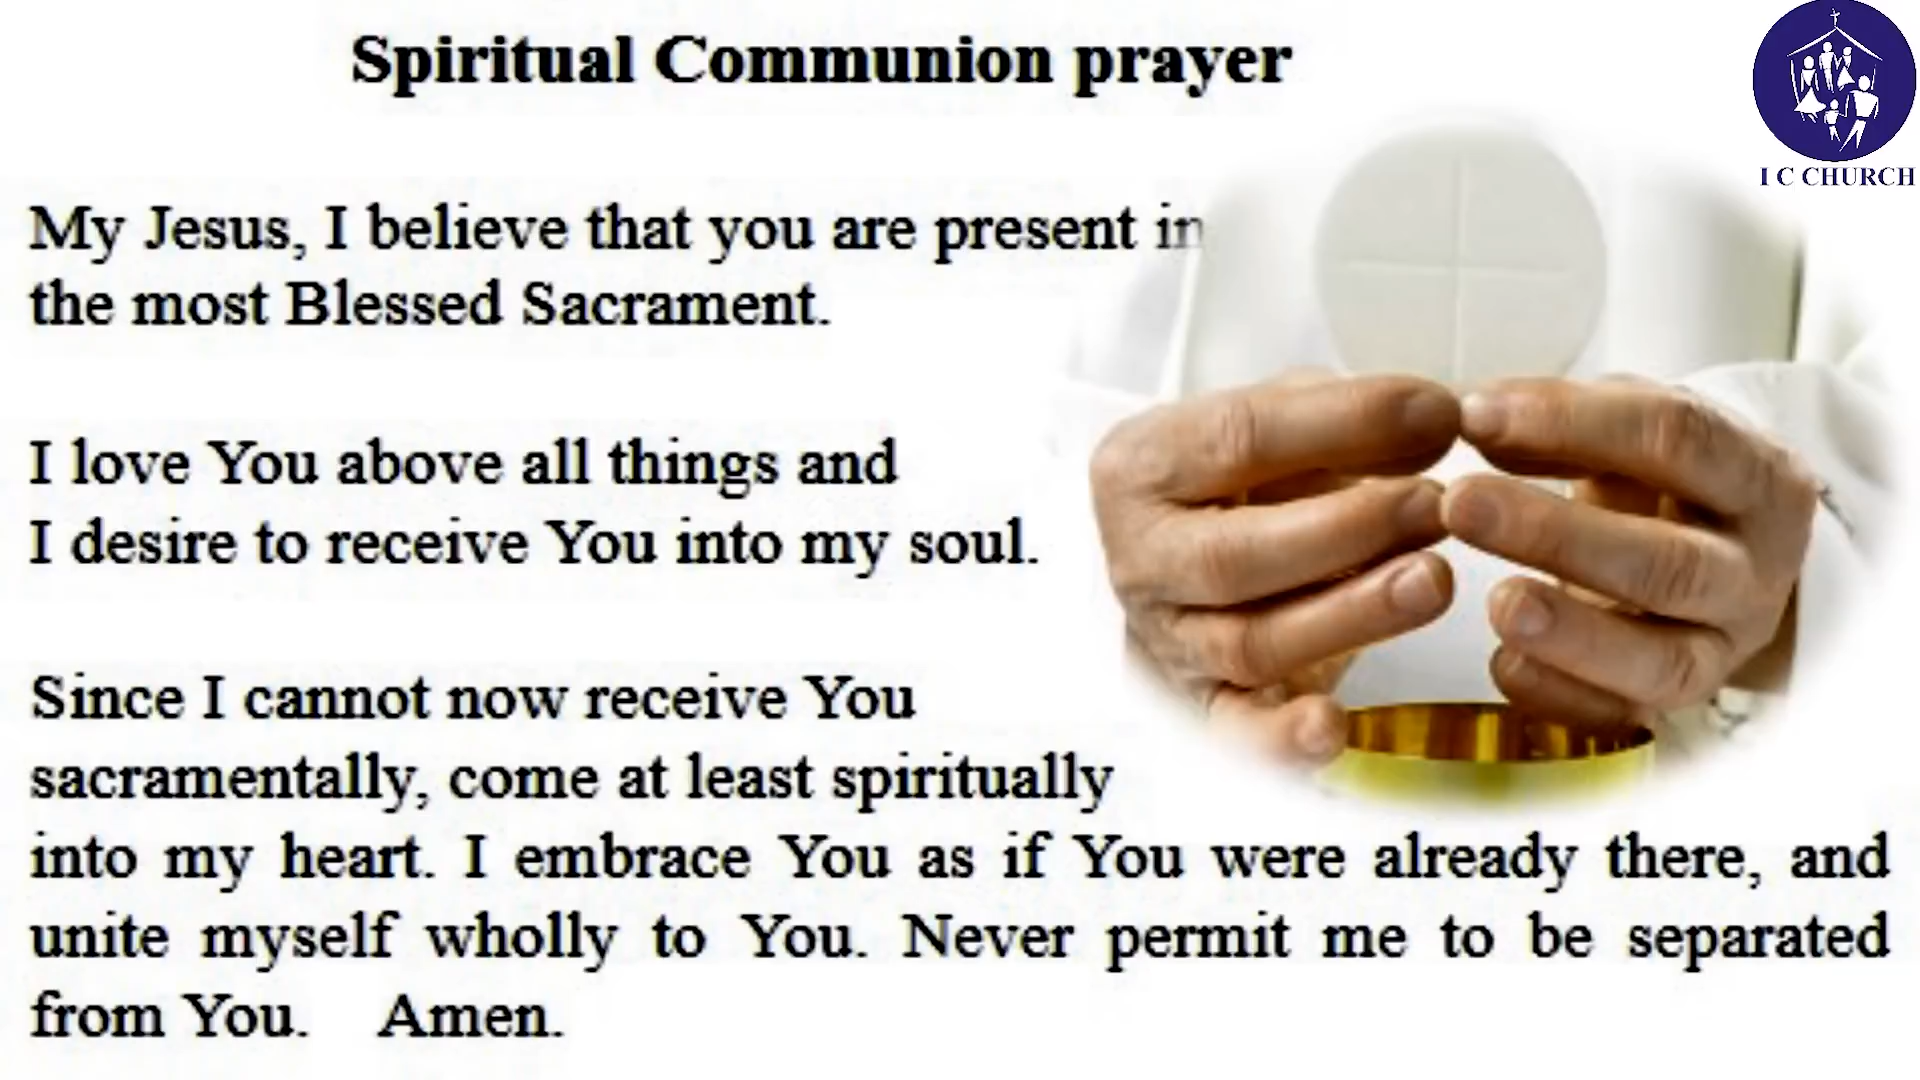 Spiritual Communion prayer
I C CHURCH
My Jesus, I believe that you are present in
the most Blessed Sacrament.
I love You above all things and
I desire to receive You into my soul.
Since I cannot now receive You
sacramentally, come at least spiritually
into my heart. I embrace You as if You were already there, and
unite myself wholly to You. Never permit me to be separated
from You. Amen.